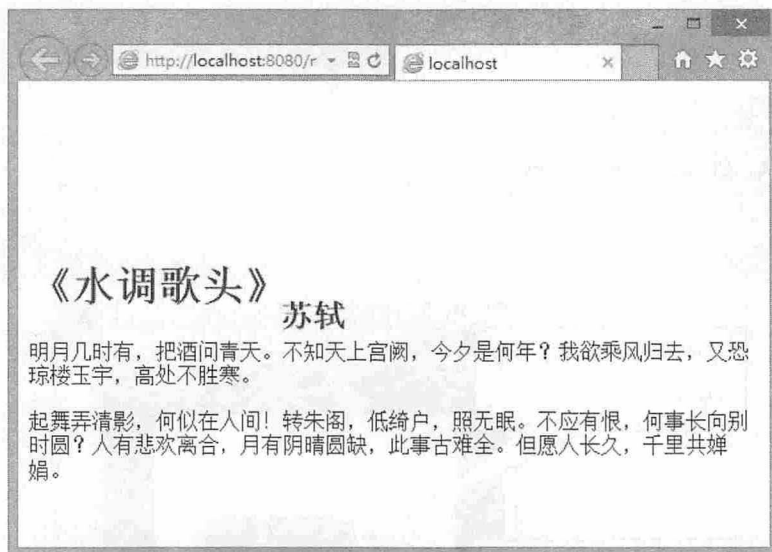 http://localhost:8080/r
localhost
《水调歌头》
苏轼
明月几时有，把酒问青天。不知天上宫阙，今夕是何年？我欲乘风归去，又恐
琼楼玉宇，高处不胜寒。
起舞弄清影，何似在人间！转朱阁，低绮户，照无眠。不应有恨，何事长向别
时圆？人有悲欢离合，月有阴晴圆缺，此事古难全。但愿人长久，千里共婵
娟。